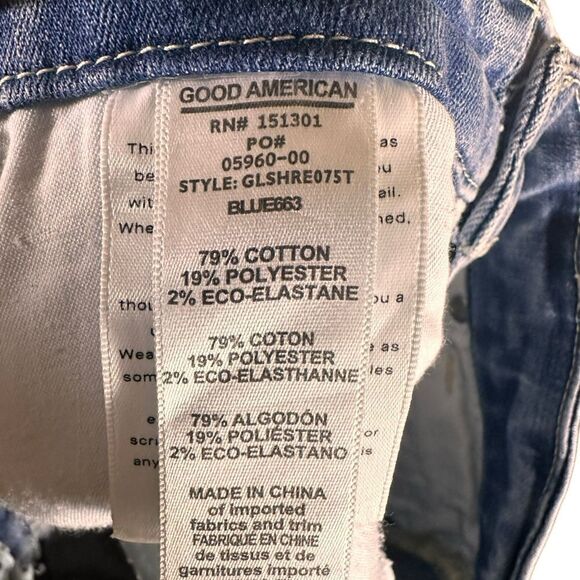 GOOD AMERICAN
RN# 151301
PO#
05960-00
STYLE: GLSHRE075T
BLUE663
79% COTTON
19% POLYESTER
2% ECO-ELASTANE
79% COTON
19% POLYESTER
2% ECO-ELASTHANNE
79% ALGODÓN
19% POLIÉSTER
2% ECO-ELASTANO
MADE IN CHINA
of imported
fabrics and trim
FABRIQUE EN CHINE
de tissus et de
garnitures importé